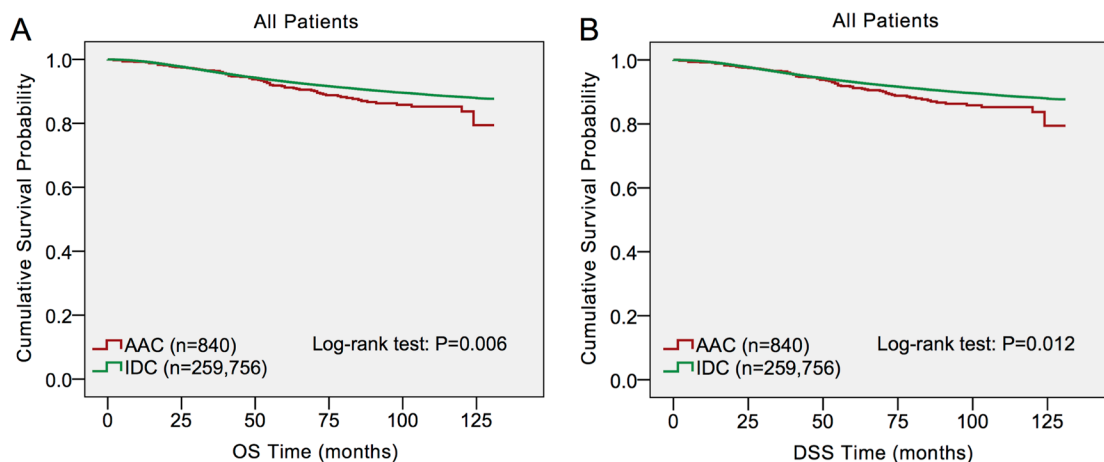 A
All Patients
Cumulative Survival Probability
1.0
0.8
0.6
0.4
0.2
0.0
AAC (n=840)
IDC (n=259,756)
Log-rank test: P=0.006
0 25 50 75 100 125
OS Time (months)
B
All Patients
Cumulative Survival Probability
1.0
0.8
0.6
0.4
0.2
0.0
AAC (n=840)
IDC (n=259,756)
Log-rank test: P=0.012
0 25 50 75 100 125
DSS Time (months)